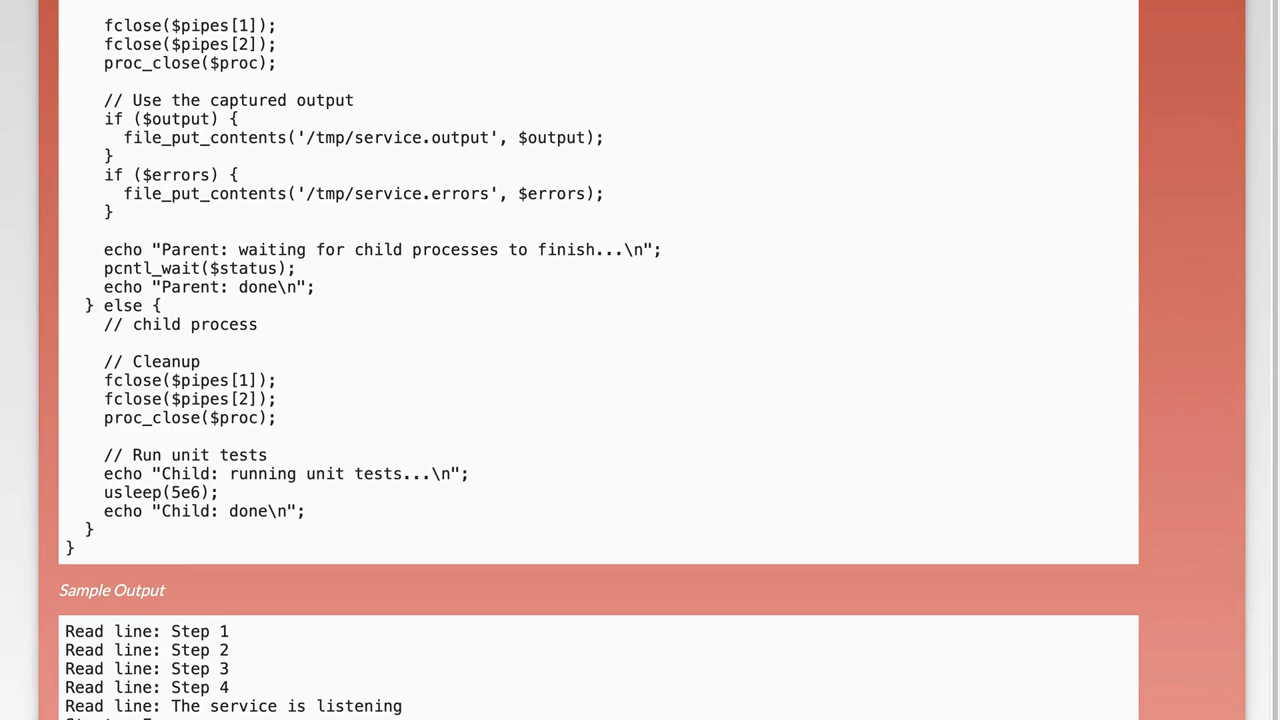 fclose($pipes[1]);
fclose($pipes[2]);
proc_close($proc);
// Use the captured output
if ($output) {
file_put_contents('/tmp/service.output', $output);
}
if ($errors) {
file_put_contents('/tmp/service.errors', $errors);
}
echo "Parent: waiting for child processes to finish...\n";
pcntl_wait($status);
echo "Parent: done\n";
} else {
// child process
// Cleanup
fclose($pipes[1]);
fclose($pipes[2]);
proc_close($proc);
// Run unit tests
echo "Child: running unit tests...\n";
usleep(5e6);
echo "Child: done\n";
}
}
Sample Output
Read line: Step 1
Read line: Step 2
Read line: Step 3
Read line: Step 4
Read line: The service is listening